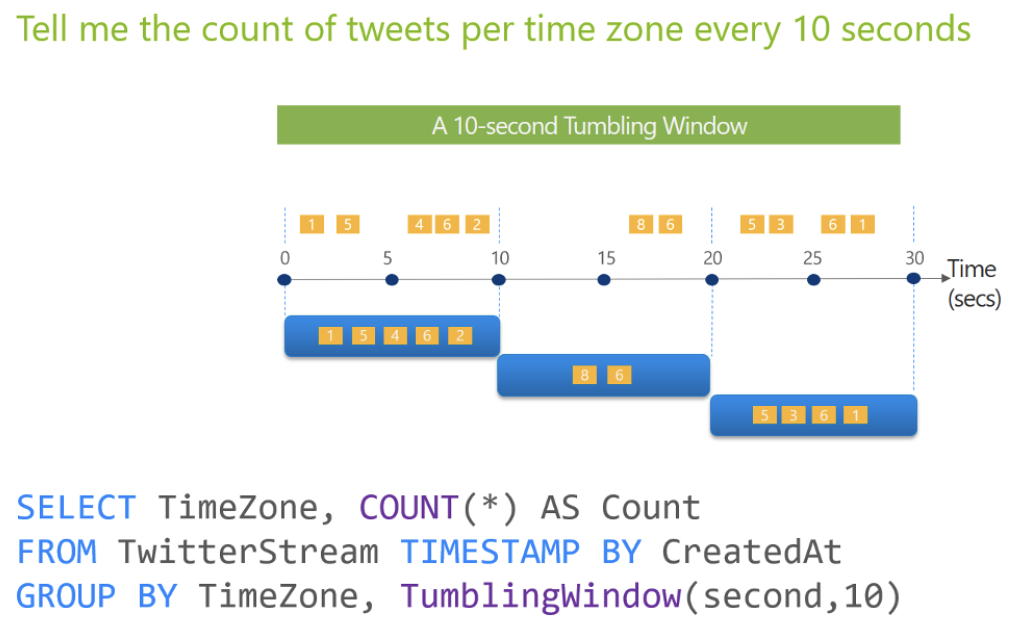 Tell me the count of tweets per time zone every 10 seconds
A 10-second Tumbling Window
1 5 4 6 2 8 6 5 3 6 1
0 5 10 15 20 25 30
Time
(secs)
1 5 4 6 2
8 6
5 3 6 1
SELECT TimeZone, COUNT(*) AS Count
FROM TwitterStream TIMESTAMP BY CreatedAt
GROUP BY TimeZone, TumblingWindow(second,10)